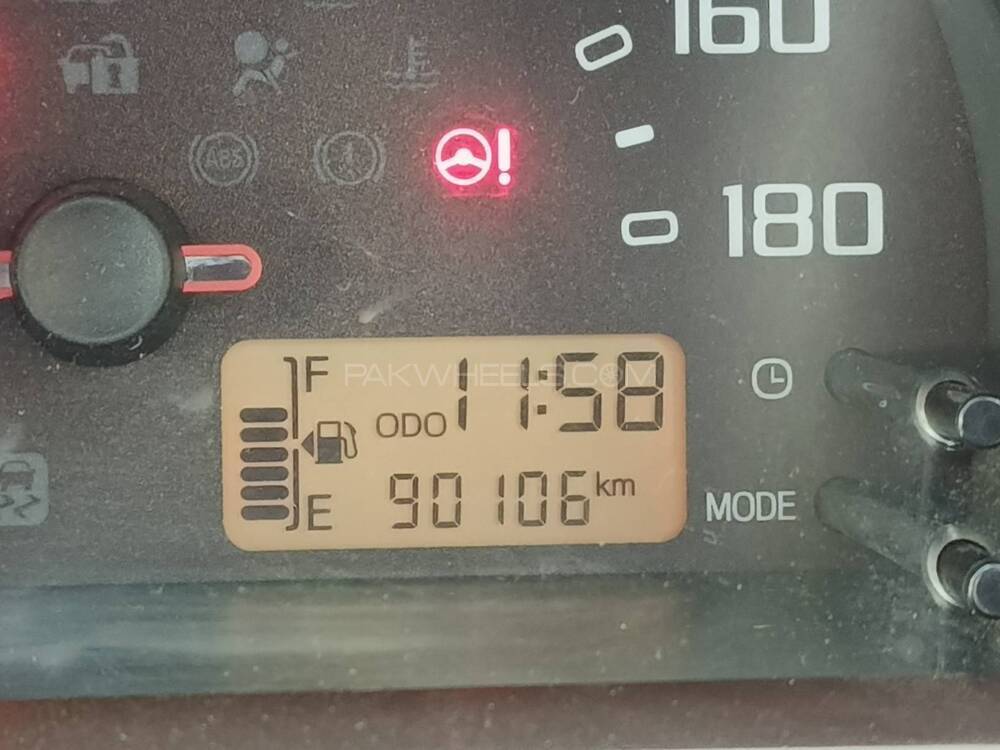 160
ABS
180
F PAKWHEELS.COM
ODO 11:58
E 90106 km
MODE